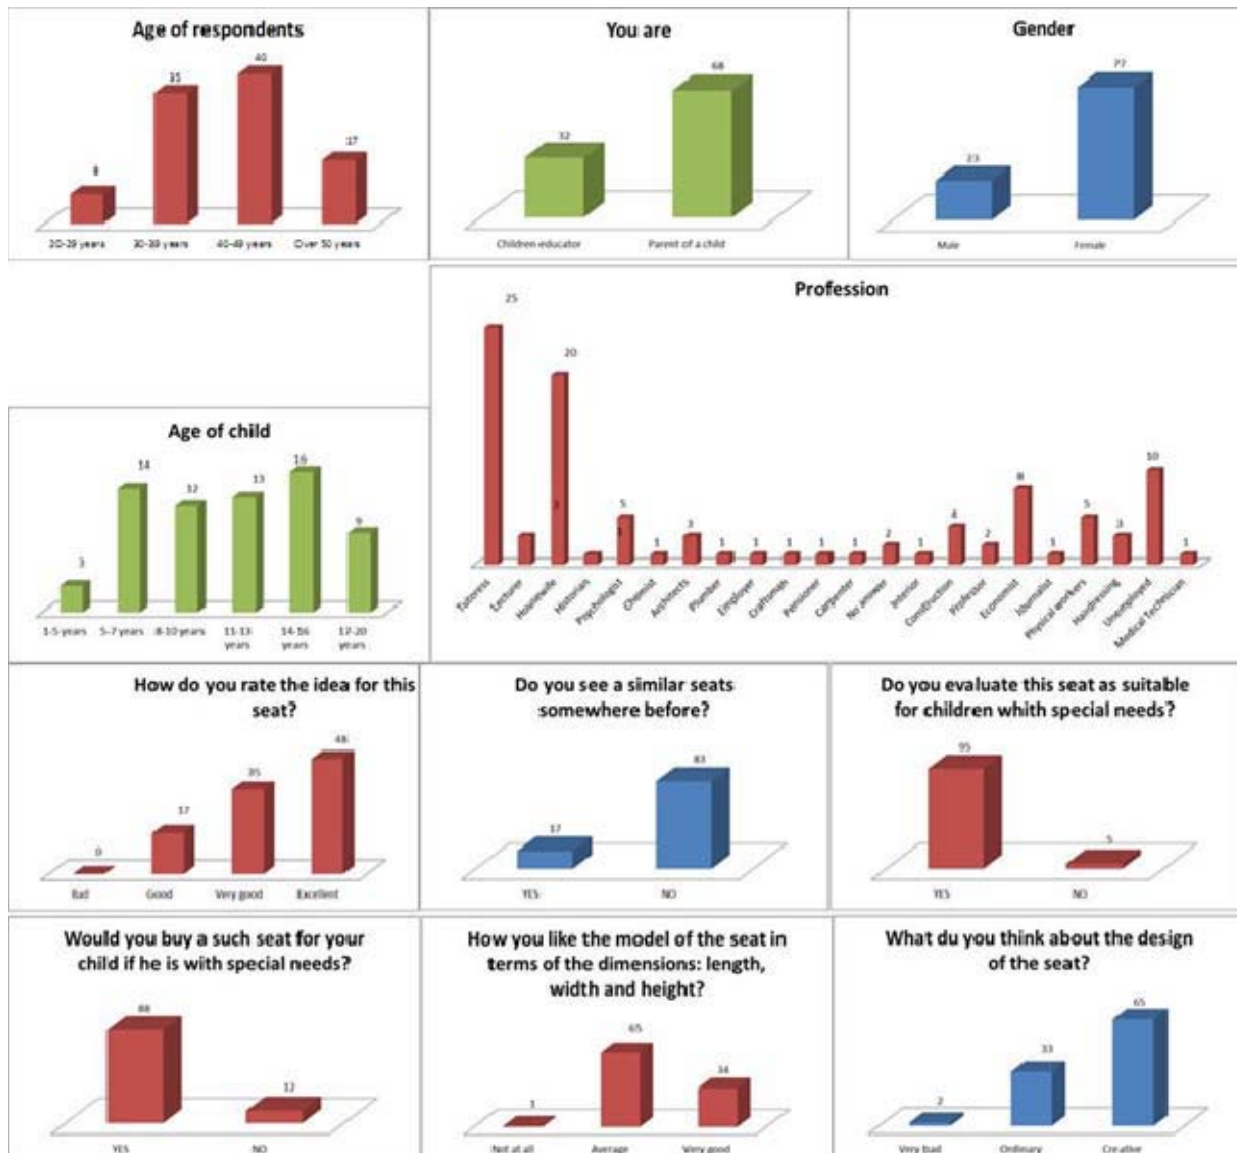 Age of respondents
8
35
40
17
20-29 years
30-39 years
40-49 years
Over 50 years
You are
32
68
Children educator
Parent of a child
Gender
23
77
Male
Female
Profession
25
3
20
1
5
1
3
1
1
1
1
1
2
1
4
2
8
1
5
3
10
1
Tutoress
Lecturer
Housewife
Historians
Psychologist
Chemist
Architects
Plumber
Employer
Craftsman
Pensioner
Carpenter
No answer
Interior
Construction
Professor
Economist
Journalist
Physical workers
Hairdressing
Unemployed
Medical Technician
Age of child
3
14
12
13
16
9
1-5-years
5-7 years
8-10 years
11-13
years
14-16
years
17-20
years
How do you rate the idea for this
seat?
0
17
35
48
Bad
Good
Very good
Excellent
Do you see a similar seats
somewhere before?
17
83
YES
NO
Do you evaluate this seat as suitable
for children whith special needs?
95
5
YES
NO
Would you buy a such seat for your
child if he is with special needs?
88
12
YES
NO
How you like the model of the seat in
terms of the dimensions: length,
width and height?
1
65
34
Not at all
Average
Very good
What do you think about the design
of the seat?
2
33
65
Very bad
Ordinary
Creative